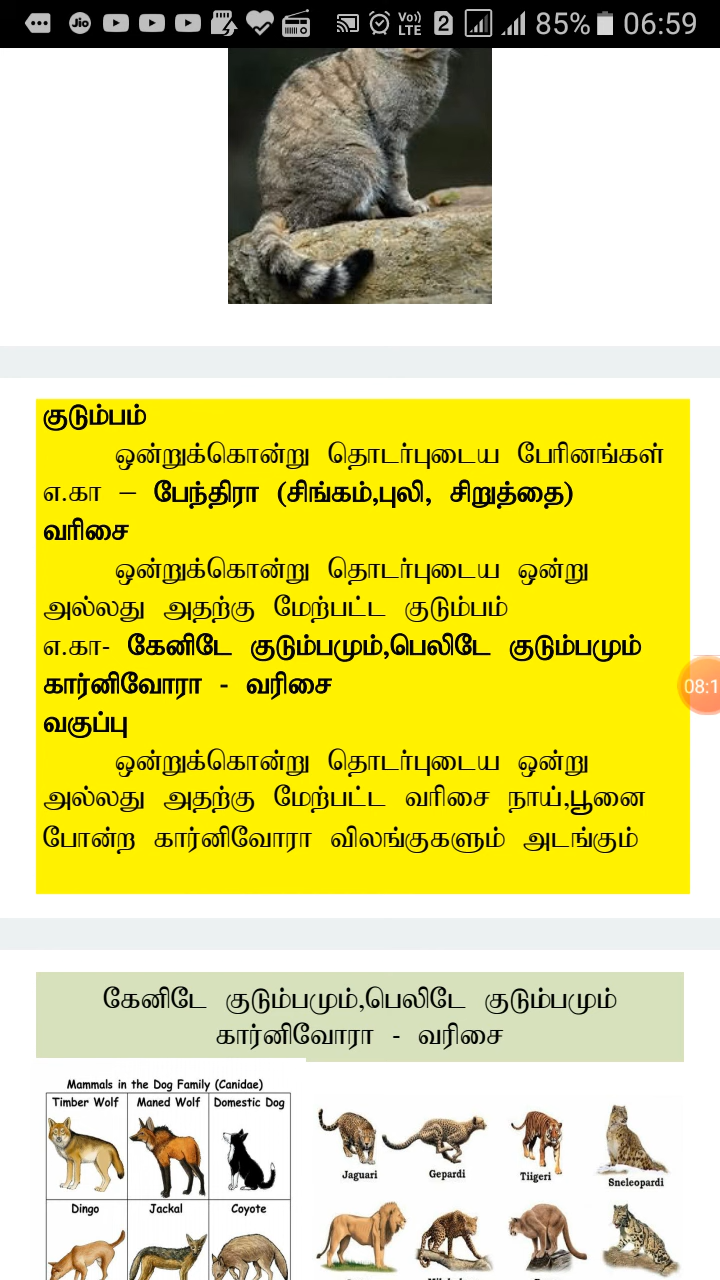 Jio
Vo))
LTE
2
85%
06:59
குடும்பம்
ஒன்றுக்கொன்று தொடர்புடைய பேரினங்கள்
எ.கா – பேந்திரா (சிங்கம்,புலி, சிறுத்தை)
வரிசை
ஒன்றுக்கொன்று தொடர்புடைய ஒன்று
அல்லது அதற்கு மேற்பட்ட குடும்பம்
எ.கா- கேனிடே குடும்பமும்,பெலிடே குடும்பமும்
கார்னிவோரா - வரிசை
08:1
வகுப்பு
ஒன்றுக்கொன்று தொடர்புடைய ஒன்று
அல்லது அதற்கு மேற்பட்ட வரிசை நாய்,பூனை
போன்ற கார்னிவோரா விலங்குகளும் அடங்கும்
கேனிடே குடும்பமும்,பெலிடே குடும்பமும்
கார்னிவோரா - வரிசை
Mammals in the Dog Family (Canidae)
Timber Wolf Maned Wolf Domestic Dog
Dingo Jackal Coyote
Jaguari Gepardi Tiigeri Sneleopardi